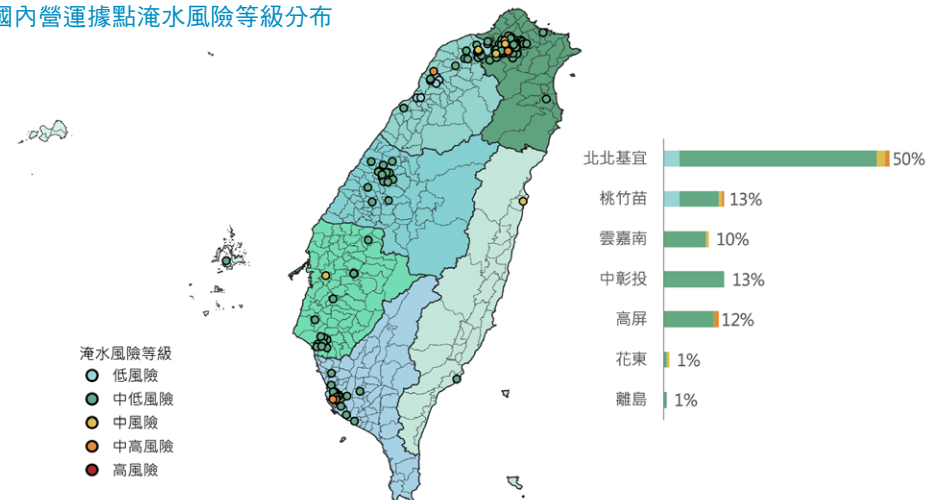 國內營運據點淹水風險等級分布
北北基宜 50%
桃竹苗 13%
雲嘉南 10%
中彰投 13%
高屏 12%
花東 1%
離島 1%
淹水風險等級
低風險
中低風險
中風險
中高風險
高風險